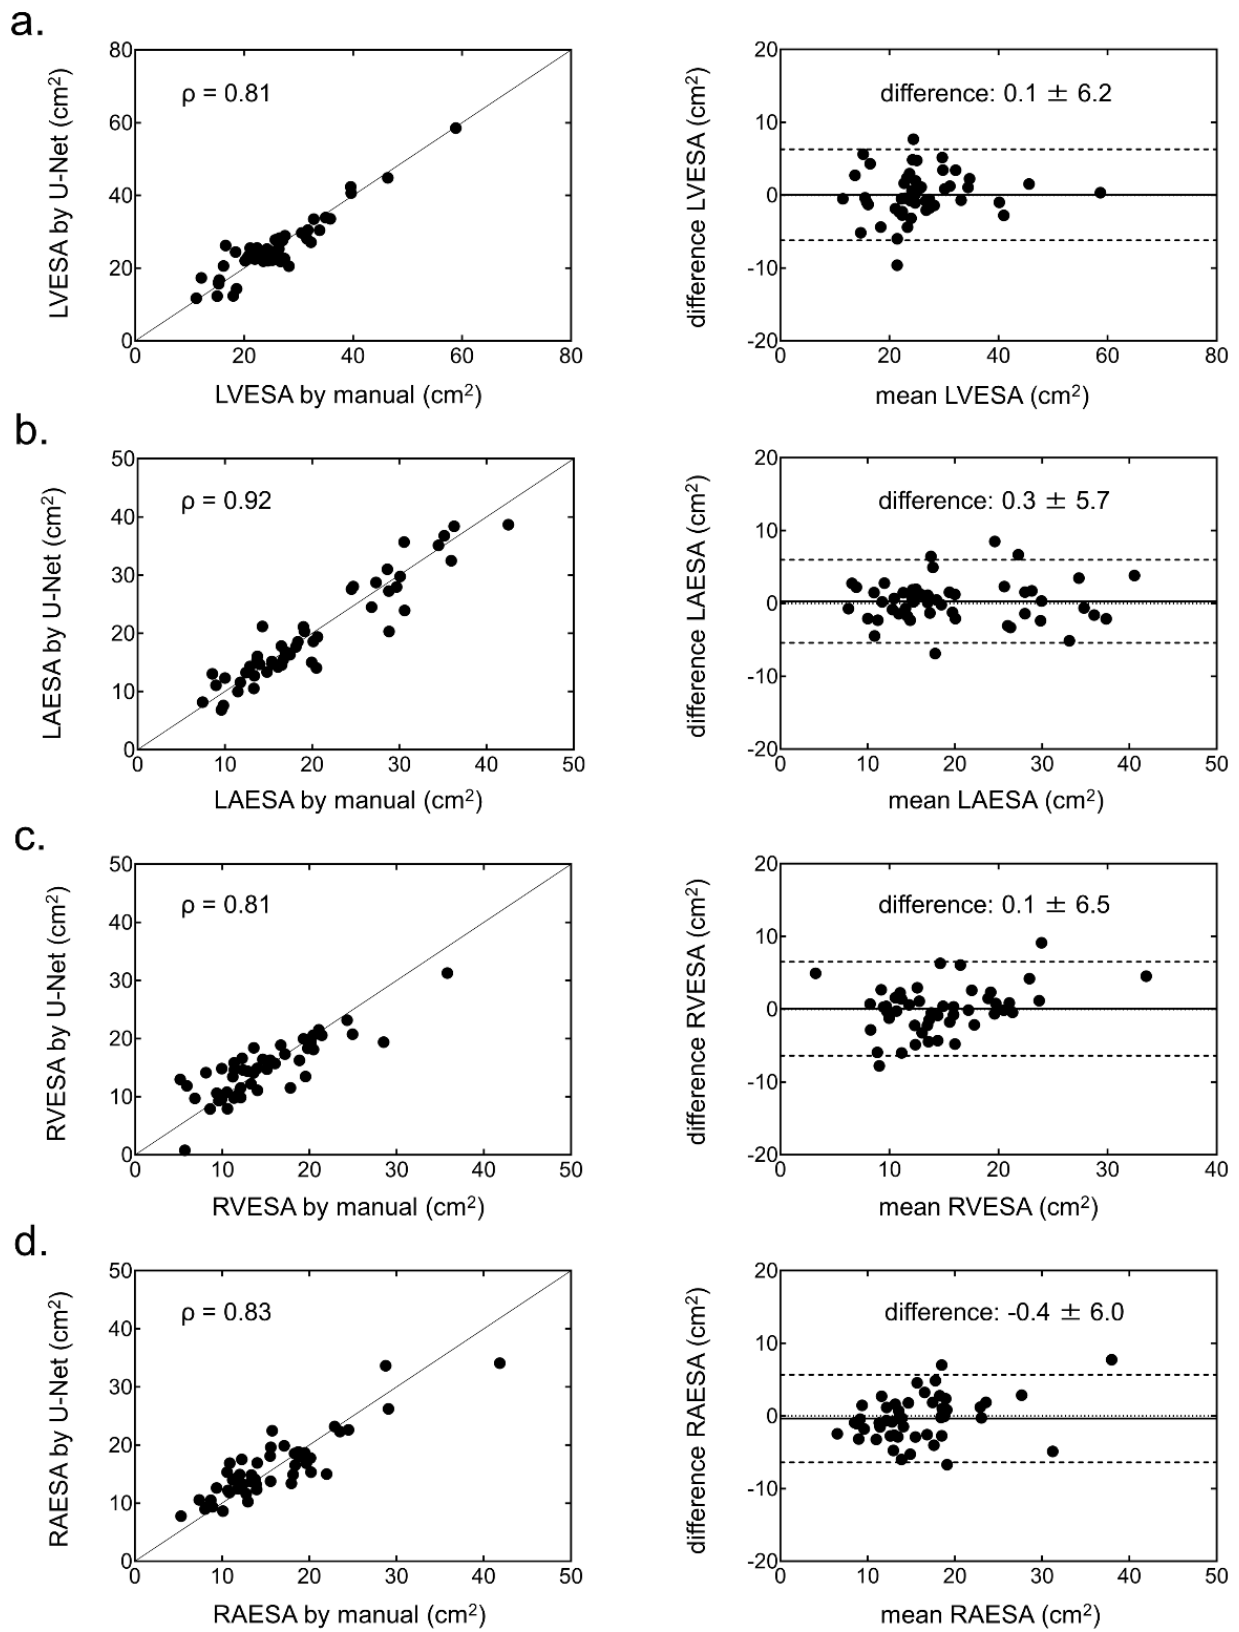 a.
80
60
40
20
0
0 20 40 60 80
LVESA by U-Net (cm²)
ρ = 0.81
LVESA by manual (cm²)
20
10
0
-10
-20
0 20 40 60 80
difference LVESA (cm²)
difference: 0.1 ± 6.2
mean LVESA (cm²)
b.
50
40
30
20
10
0
0 10 20 30 40 50
LAESA by U-Net (cm²)
ρ = 0.92
LAESA by manual (cm²)
20
10
0
-10
-20
0 10 20 30 40 50
difference LAESA (cm²)
difference: 0.3 ± 5.7
mean LAESA (cm²)
c.
50
40
30
20
10
0
0 10 20 30 40 50
RVESA by U-Net (cm²)
ρ = 0.81
RVESA by manual (cm²)
20
10
0
-10
-20
0 10 20 30 40
difference RVESA (cm²)
difference: 0.1 ± 6.5
mean RVESA (cm²)
d.
50
40
30
20
10
0
0 10 20 30 40 50
RAESA by U-Net (cm²)
ρ = 0.83
RAESA by manual (cm²)
20
10
0
-10
-20
0 10 20 30 40 50
difference RAESA (cm²)
difference: -0.4 ± 6.0
mean RAESA (cm²)